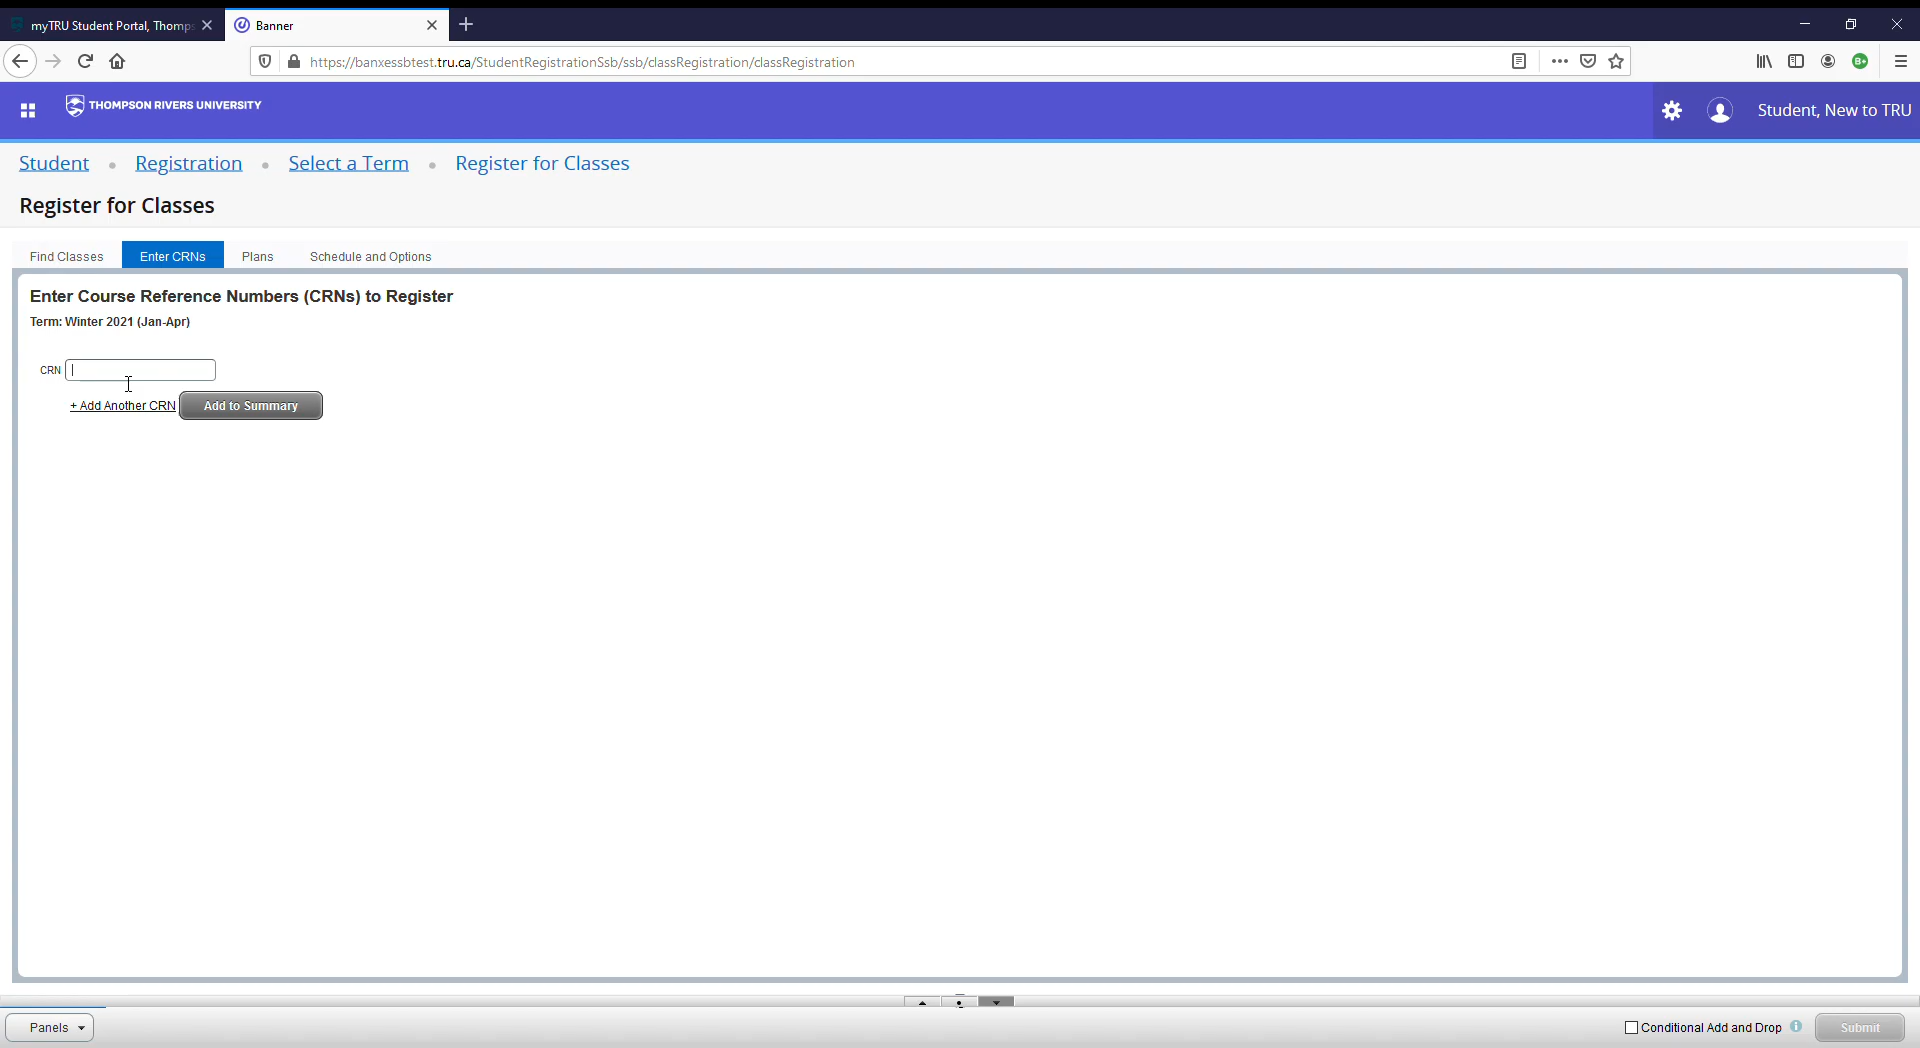 myTRU Student Portal, Thomps
Banner
https://banxessbtest.tru.ca/StudentRegistrationSsb/ssb/classRegistration/classRegistration
B+
THOMPSON RIVERS UNIVERSITY
Student, New to TRU
Student • Registration • Select a Term • Register for Classes
Register for Classes
Find Classes Enter CRNs Plans Schedule and Options
Enter Course Reference Numbers (CRNs) to Register
Term: Winter 2021 (Jan-Apr)
CRN
+ Add Another CRN Add to Summary
Panels
Conditional Add and Drop
Submit